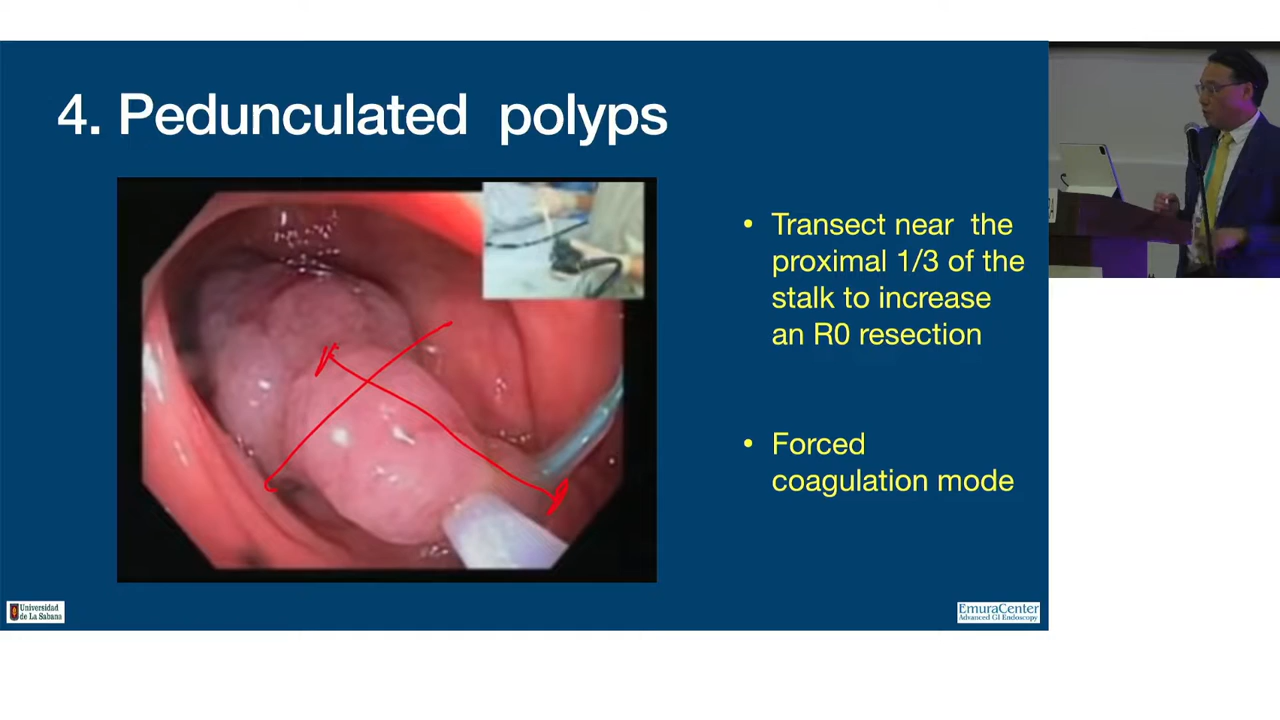 4. Pedunculated polyps
• Transect near the
proximal 1/3 of the
stalk to increase
an R0 resection
• Forced
coagulation mode
Universidad
de La Sabana
EmuraCenter
Advanced GI Endoscopy